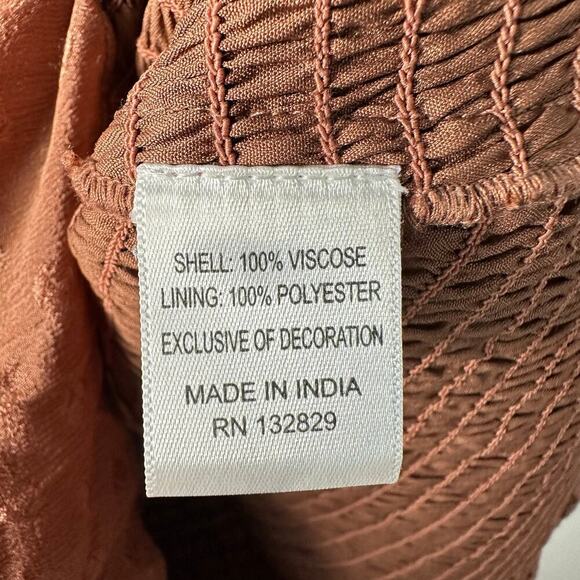 SHELL: 100% VISCOSE
LINING: 100% POLYESTER
EXCLUSIVE OF DECORATION
MADE IN INDIA
RN 132829